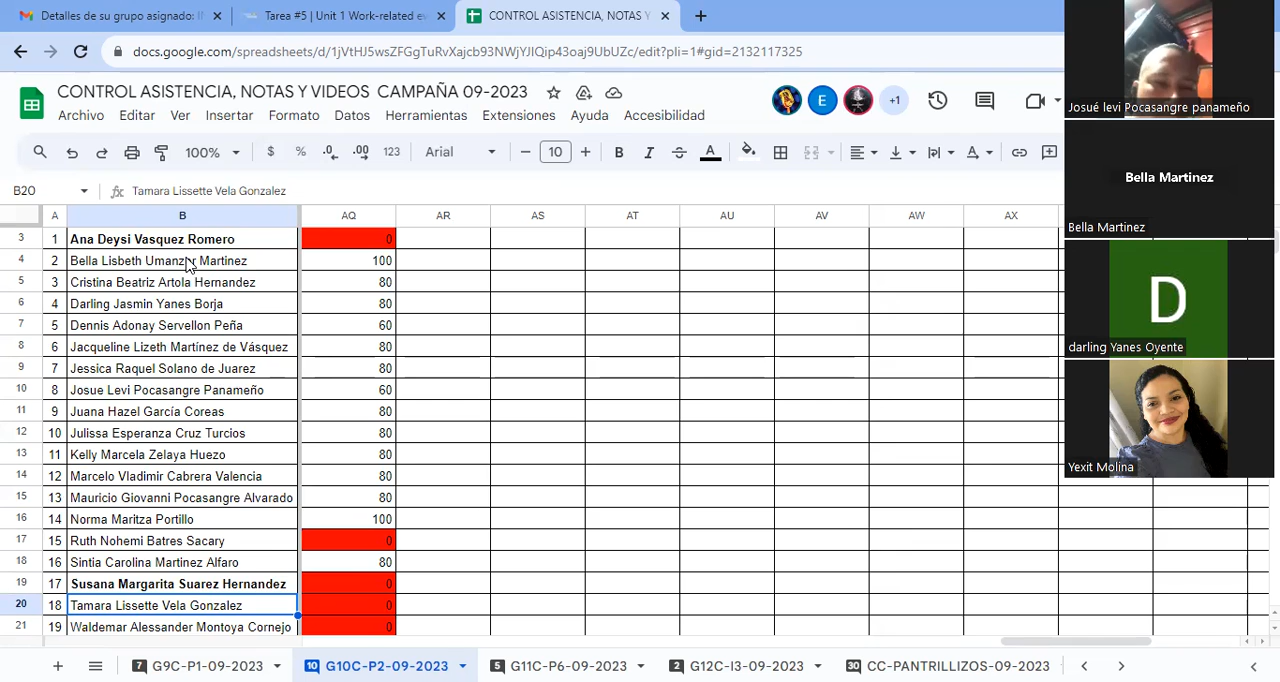 Detalles de su grupo asignado: II
Tarea #5 | Unit 1 Work-related ev
CONTROL ASISTENCIA, NOTAS Y
docs.google.com/spreadsheets/d/1jVtHJ5wsZFGgTuRvXajcb93NWjYJIQip43oaj9UbUZc/edit?pli=1#gid=2132117325
CONTROL ASISTENCIA, NOTAS Y VIDEOS CAMPAÑA 09-2023
E +1
Archivo Editar Ver Insertar Formato Datos Herramientas Extensiones Ayuda Accesibilidad
100% $ % .0 .00 123 Arial 10 B I S A
B20 fx Tamara Lissette Vela Gonzalez
A B AQ AR AS AT AU AV AW AX
3 1 Ana Deysi Vasquez Romero 0
4 2 Bella Lisbeth Umanzor Martinez 100
5 3 Cristina Beatriz Artola Hernandez 80
6 4 Darling Jasmin Yanes Borja 80
7 5 Dennis Adonay Servellon Peña 60
8 6 Jacqueline Lizeth Martínez de Vásquez 80
9 7 Jessica Raquel Solano de Juarez 80
10 8 Josue Levi Pocasangre Panameño 60
11 9 Juana Hazel García Coreas 80
12 10 Julissa Esperanza Cruz Turcios 80
13 11 Kelly Marcela Zelaya Huezo 80
14 12 Marcelo Vladimir Cabrera Valencia 80
15 13 Mauricio Giovanni Pocasangre Alvarado 80
16 14 Norma Maritza Portillo 100
17 15 Ruth Nohemi Batres Sacary 0
18 16 Sintia Carolina Martinez Alfaro 80
19 17 Susana Margarita Suarez Hernandez 0
20 18 Tamara Lissette Vela Gonzalez 0
21 19 Waldemar Alessander Montoya Cornejo 0
7 G9C-P1-09-2023 10 G10C-P2-09-2023 5 G11C-P6-09-2023 2 G12C-I3-09-2023 30 CC-PANTRILLIZOS-09-2023
Josué levi Pocasangre panameño
Bella Martinez
Bella Martinez
D
darling Yanes Oyente
Yexit Molina